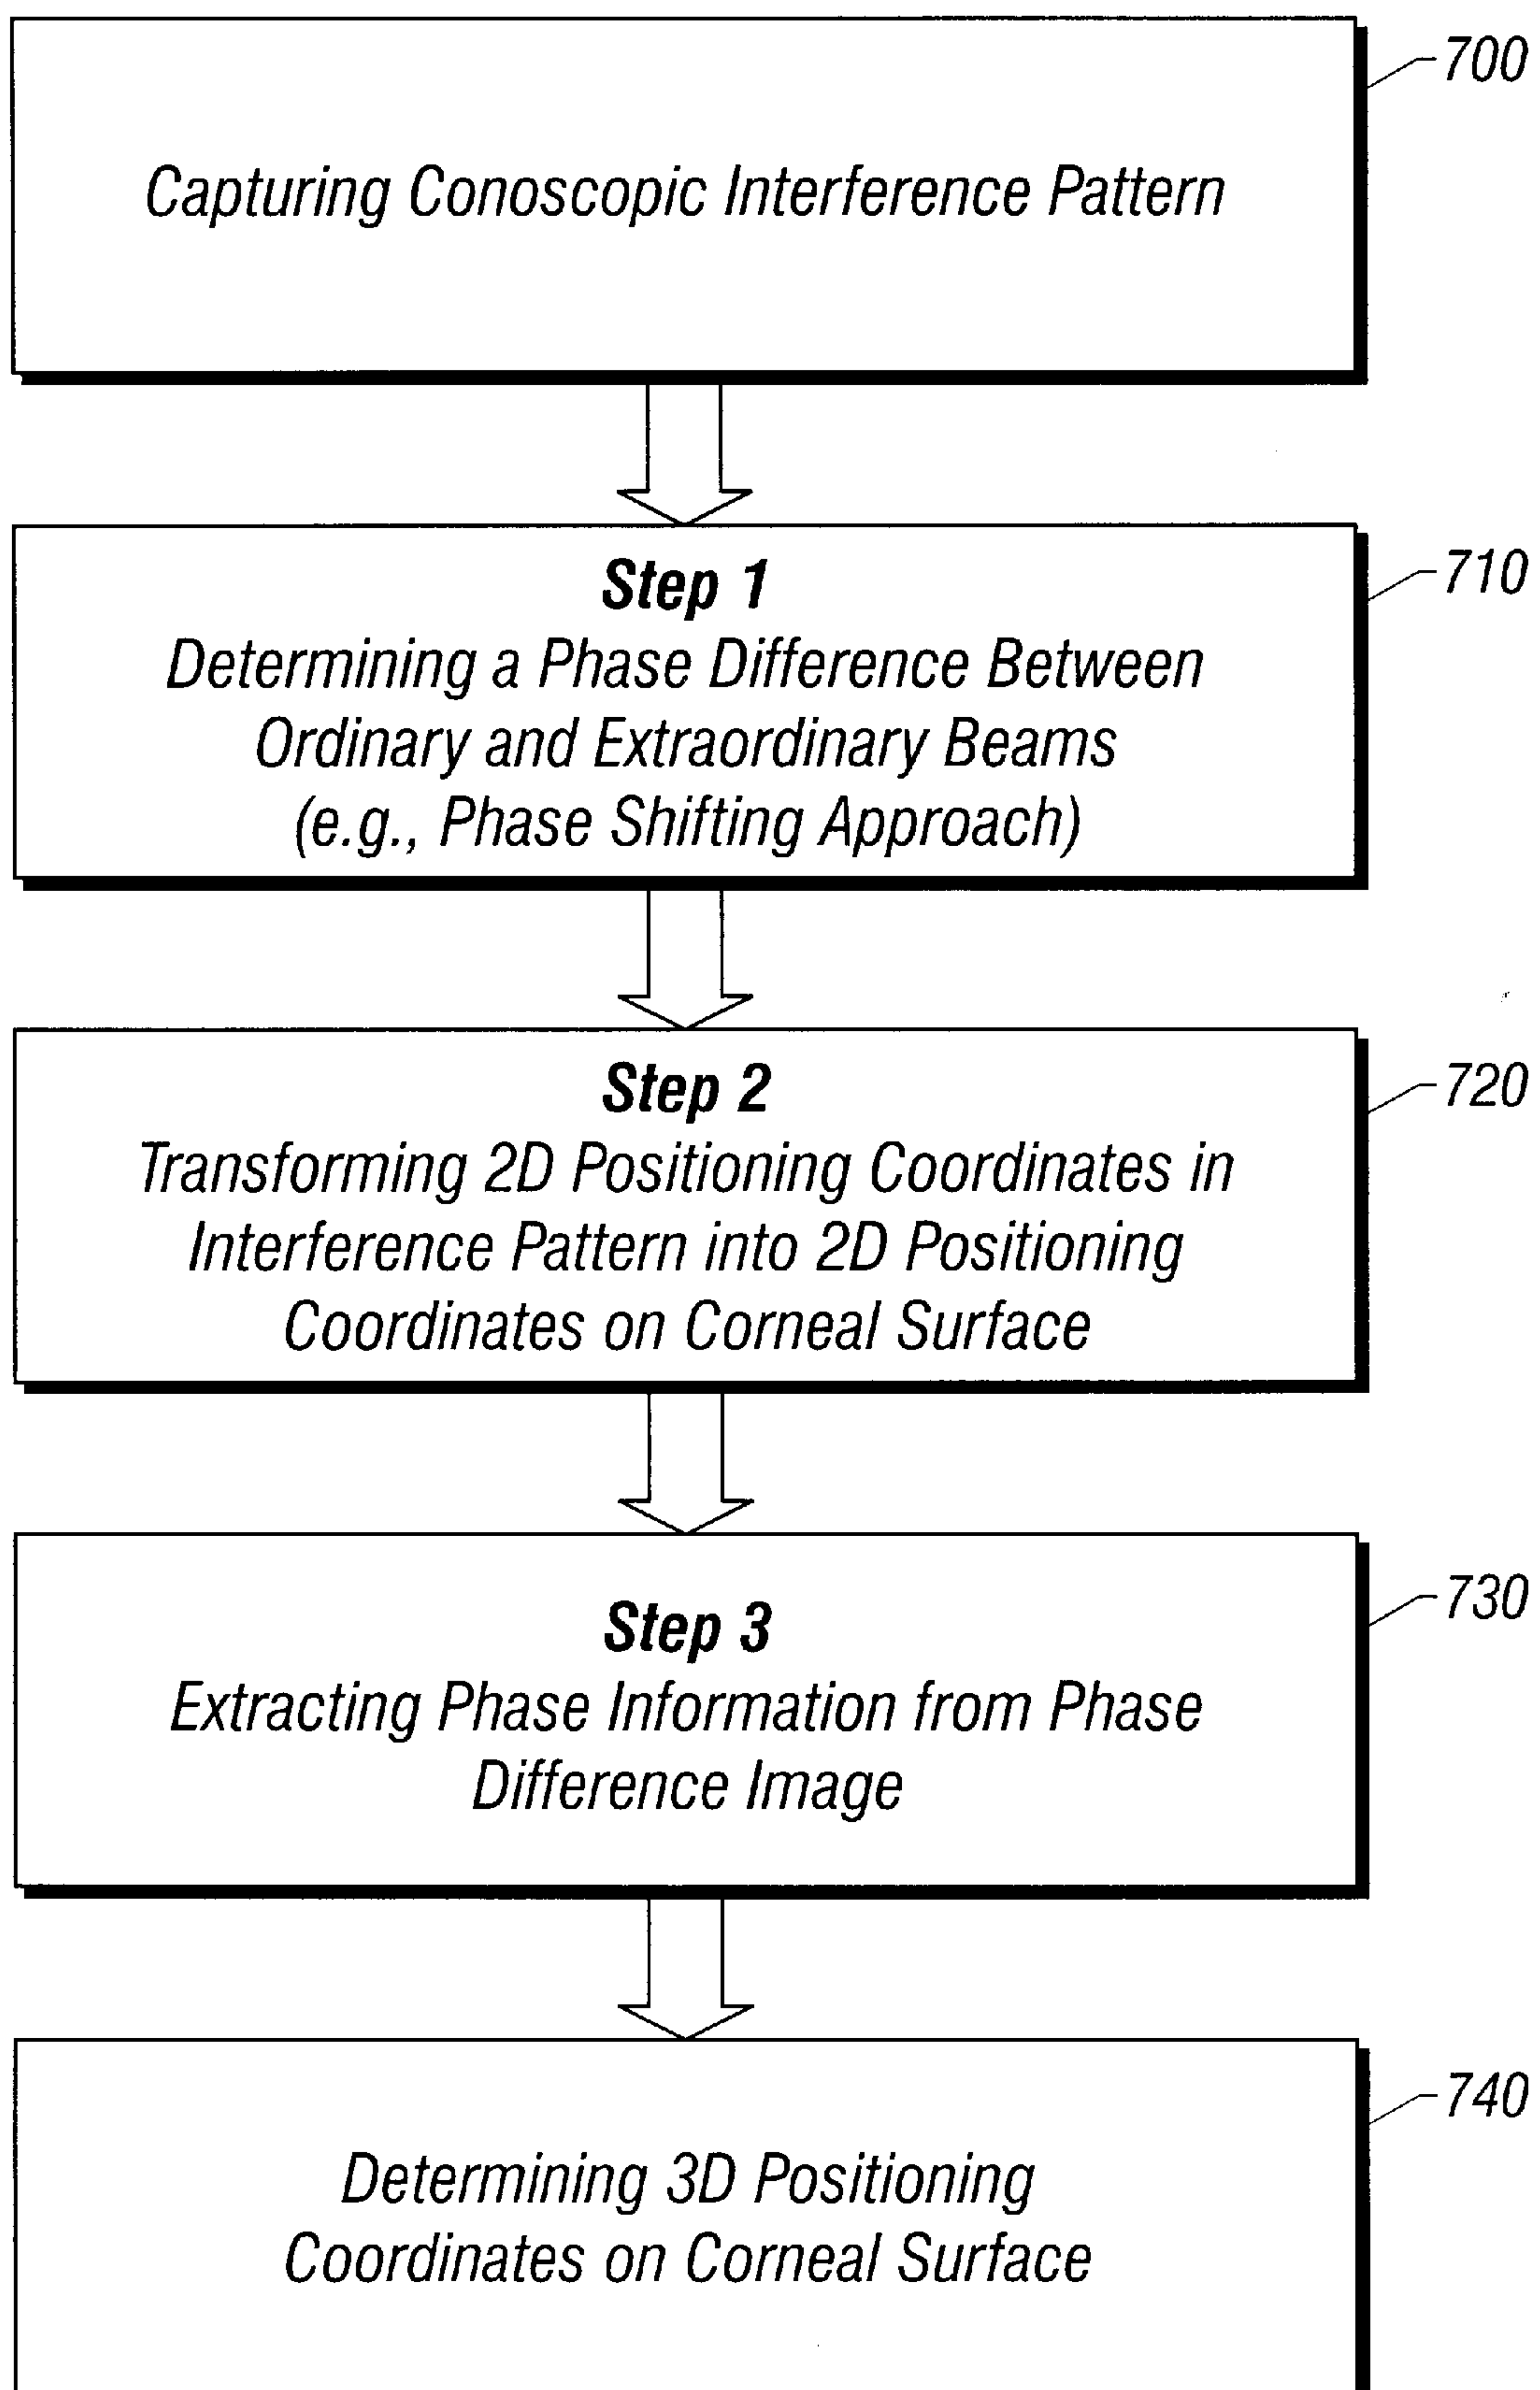 700
Capturing Conoscopic Interference Pattern
710
Step 1
Determining a Phase Difference Between
Ordinary and Extraordinary Beams
(e.g., Phase Shifting Approach)
720
Step 2
Transforming 2D Positioning Coordinates in
Interference Pattern into 2D Positioning
Coordinates on Corneal Surface
730
Step 3
Extracting Phase Information from Phase
Difference Image
740
Determining 3D Positioning
Coordinates on Corneal Surface